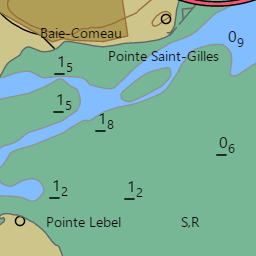 Baie-Comeau
0₉
Pointe Saint-Gilles
1₅
1₅
1₈
0₆
1₂
1₂
Pointe Lebel
S,R